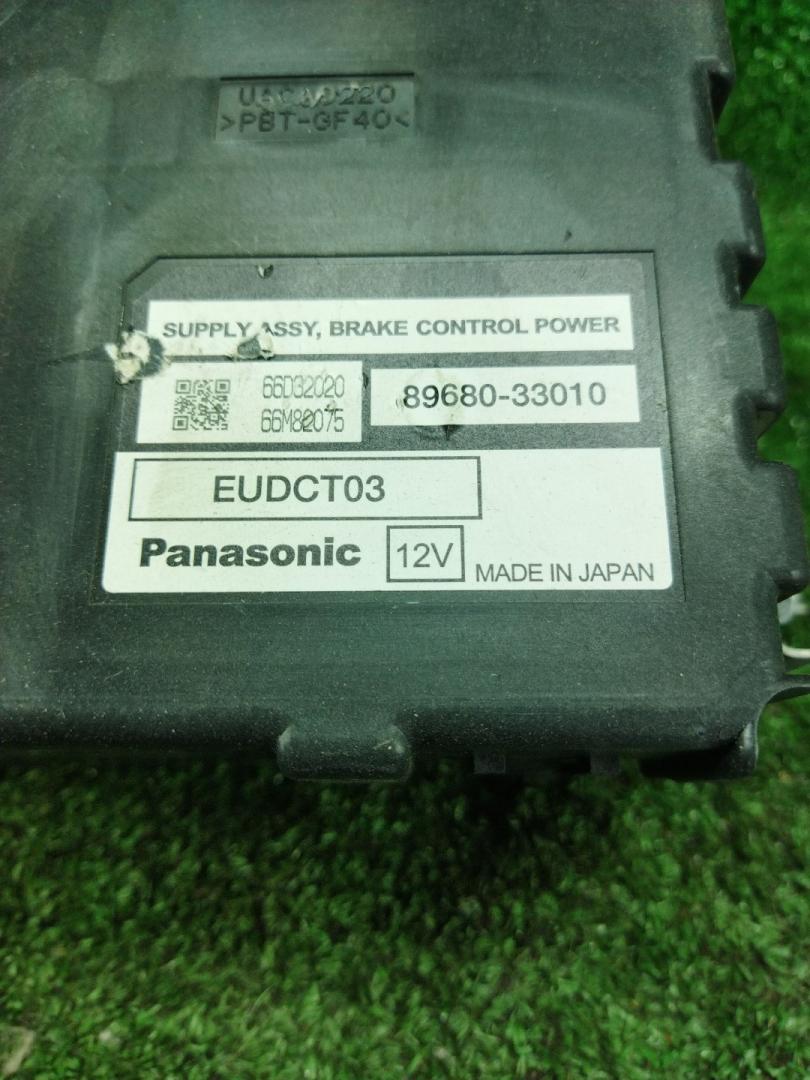 >PBT-GF40<
SUPPLY ASSY, BRAKE CONTROL POWER
66D32020
66M82075
89680-33010
EUDCT03
Panasonic 12V MADE IN JAPAN